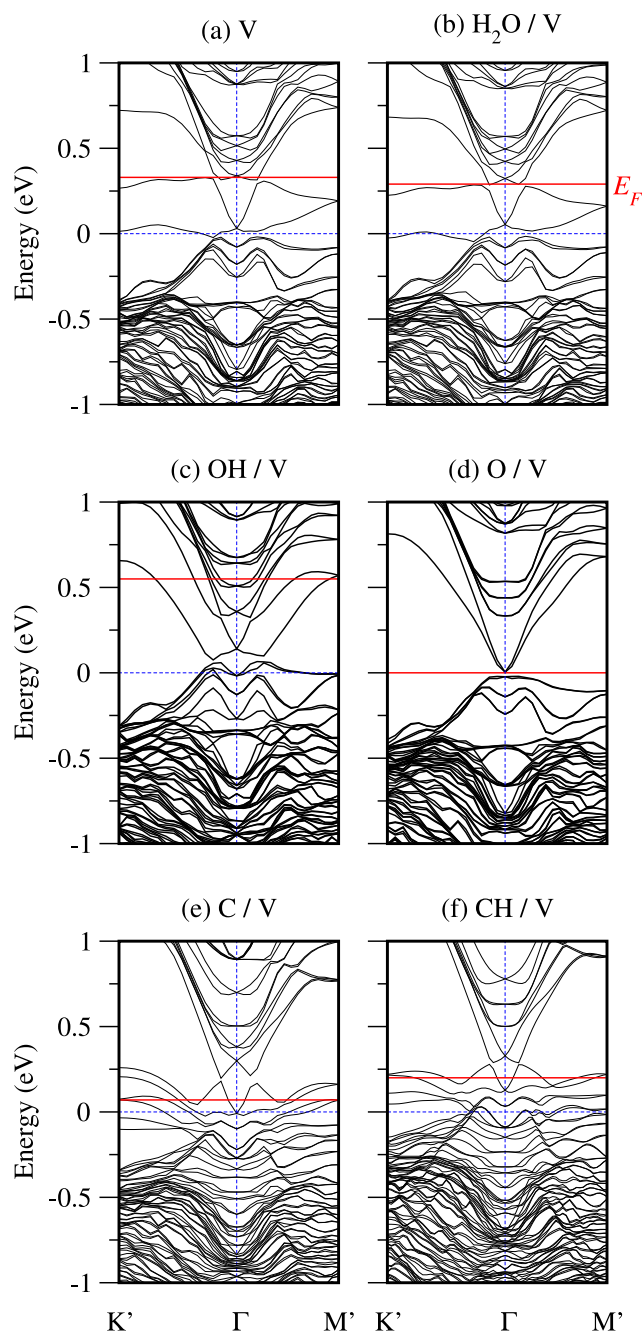 (a) V
(b) H₂O / V
1
0.5
0
-0.5
-1
Energy (eV)
E_F
(c) OH / V
(d) O / V
1
0.5
0
-0.5
-1
Energy (eV)
(e) C / V
(f) CH / V
1
0.5
0
-0.5
-1
Energy (eV)
K’ Γ M’ K’ Γ M’